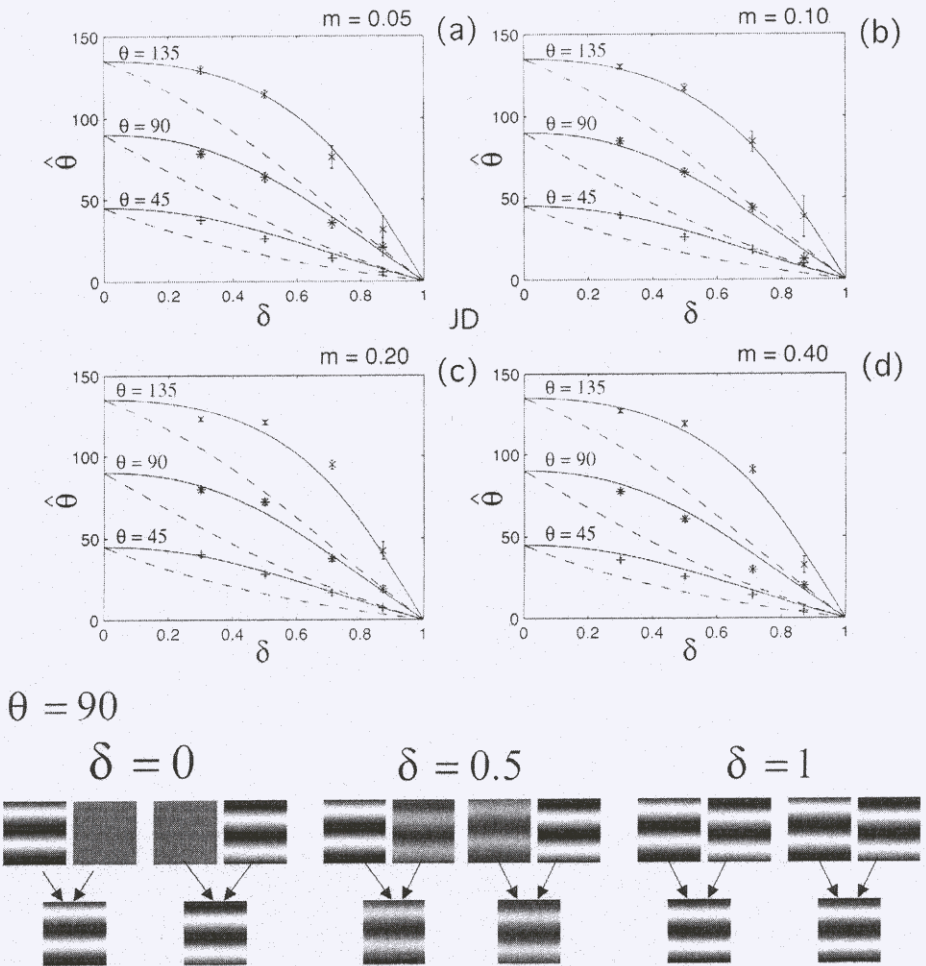 m = 0.05 (a)
150
θ = 135
100
θ = 90
θ̂
50
θ = 45
0
0 0.2 0.4 0.6 0.8 1
δ
m = 0.10 (b)
150
θ = 135
100
θ = 90
θ̂
50
θ = 45
0
0 0.2 0.4 0.6 0.8 1
δ
JD
m = 0.20 (c)
150
θ = 135
100
θ = 90
θ̂
50
θ = 45
0
0 0.2 0.4 0.6 0.8 1
δ
m = 0.40 (d)
150
θ = 135
100
θ = 90
θ̂
50
θ = 45
0
0 0.2 0.4 0.6 0.8 1
δ
θ = 90
δ = 0 δ = 0.5 δ = 1